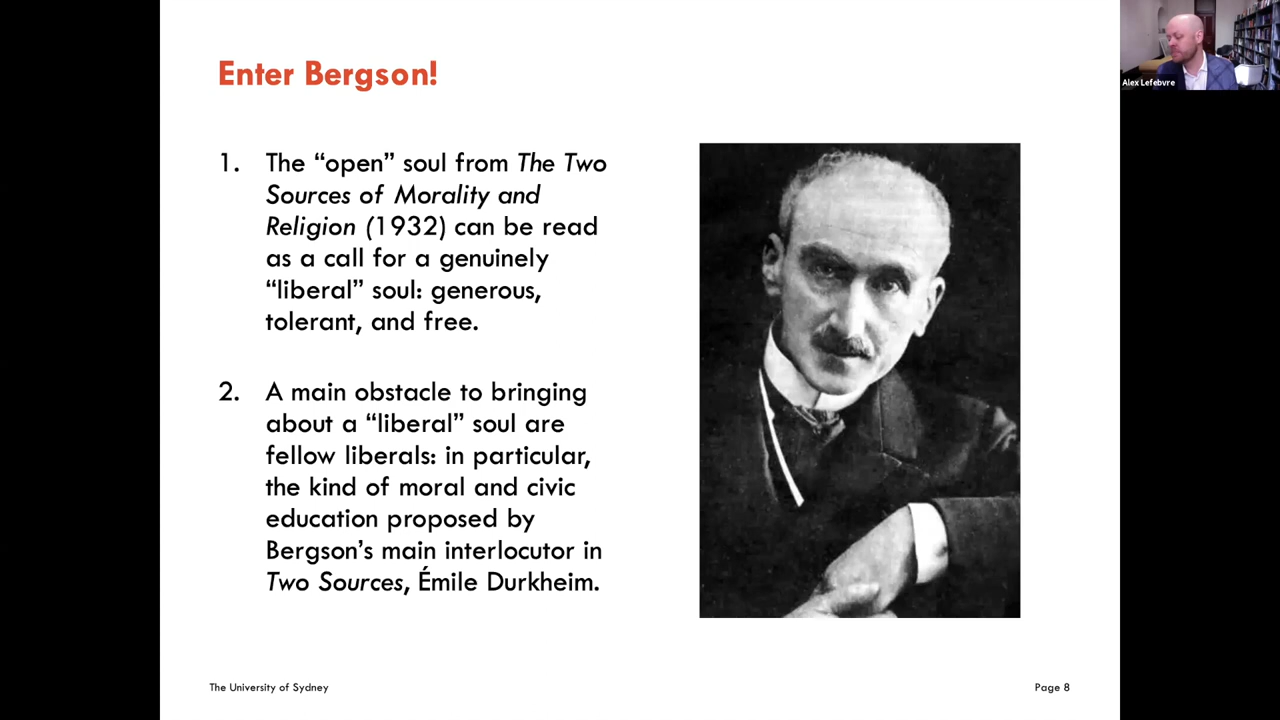 Enter Bergson!
Alex Lefebvre
1. The “open” soul from The Two
Sources of Morality and
Religion (1932) can be read
as a call for a genuinely
“liberal” soul: generous,
tolerant, and free.
2. A main obstacle to bringing
about a “liberal” soul are
fellow liberals: in particular,
the kind of moral and civic
education proposed by
Bergson’s main interlocutor in
Two Sources, Émile Durkheim.
The University of Sydney
Page 8